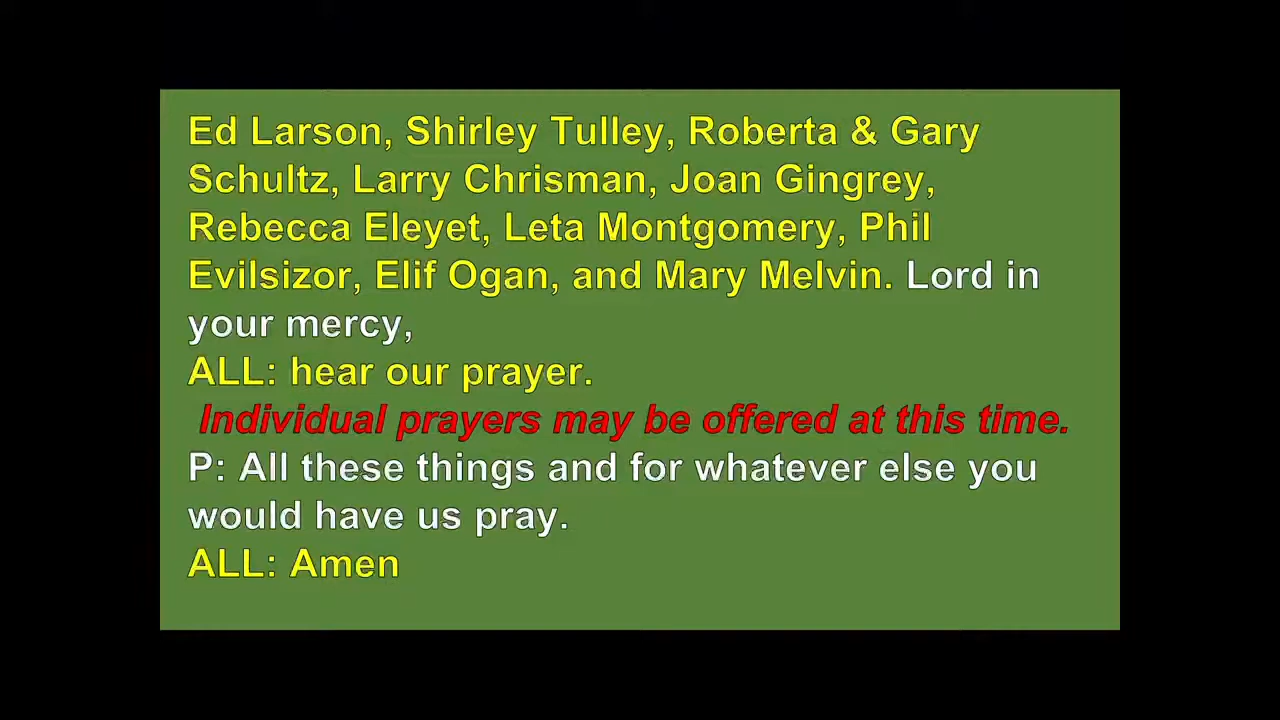 Ed Larson, Shirley Tulley, Roberta & Gary
Schultz, Larry Chrisman, Joan Gingrey,
Rebecca Eleyet, Leta Montgomery, Phil
Evilsizor, Elif Ogan, and Mary Melvin. Lord in
your mercy,
ALL: hear our prayer.
Individual prayers may be offered at this time.
P: All these things and for whatever else you
would have us pray.
ALL: Amen